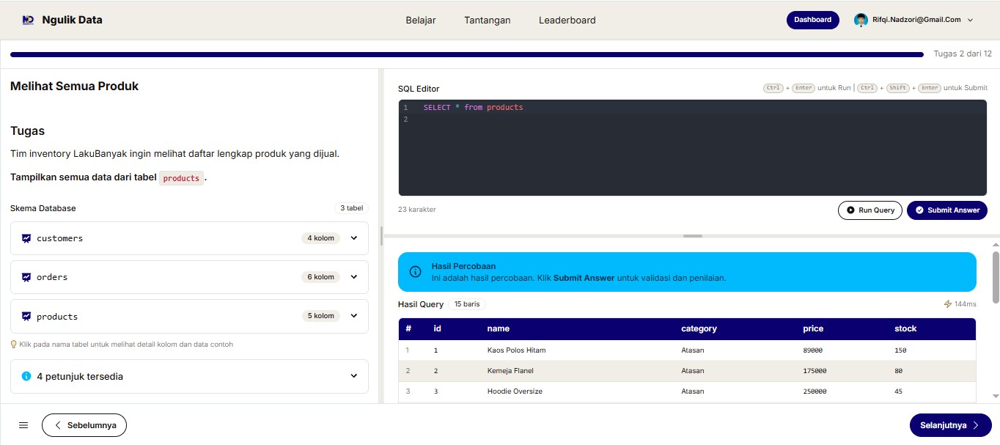 Ngulik Data
Belajar
Tantangan
Leaderboard
Dashboard
Rifqi.Nadzori@Gmail.Com
Tugas 2 dari 12
Melihat Semua Produk
Tugas
Tim inventory LakuBanyak ingin melihat daftar lengkap produk yang dijual.
Tampilkan semua data dari tabel products.
Skema Database
3 tabel
customers
4 kolom
orders
6 kolom
products
5 kolom
Klik pada nama tabel untuk melihat detail kolom dan data contoh
4 petunjuk tersedia
SQL Editor
Ctrl + Enter untuk Run | Ctrl + Shift + Enter untuk Submit
1 SELECT * from products
2
23 karakter
Run Query
Submit Answer
Hasil Percobaan
Ini adalah hasil percobaan. Klik Submit Answer untuk validasi dan penilaian.
Hasil Query
15 baris
144ms
# id name category price stock
1 1 Kaos Polos Hitam Atasan 89000 150
2 2 Kemeja Flanel Atasan 175000 80
3 3 Hoodie Oversize Atasan 250000 45
Sebelumnya
Selanjutnya